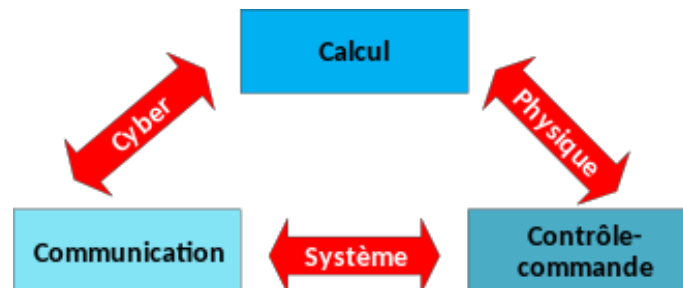 Calcul
Cyber
Physique
Communication
Système
Contrôle-
commande